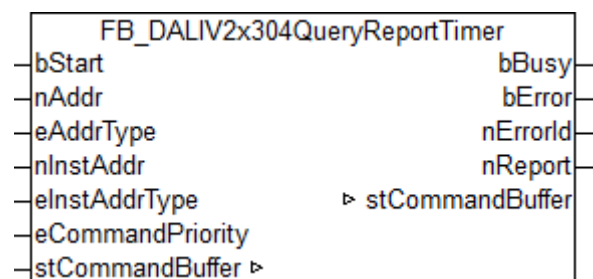 FB_DALIV2x304QueryReportTimer
bStart bBusy
nAddr bError
eAddrType nErrorId
nInstAddr nReport
eInstAddrType ▹ stCommandBuffer
eCommandPriority
stCommandBuffer ▹